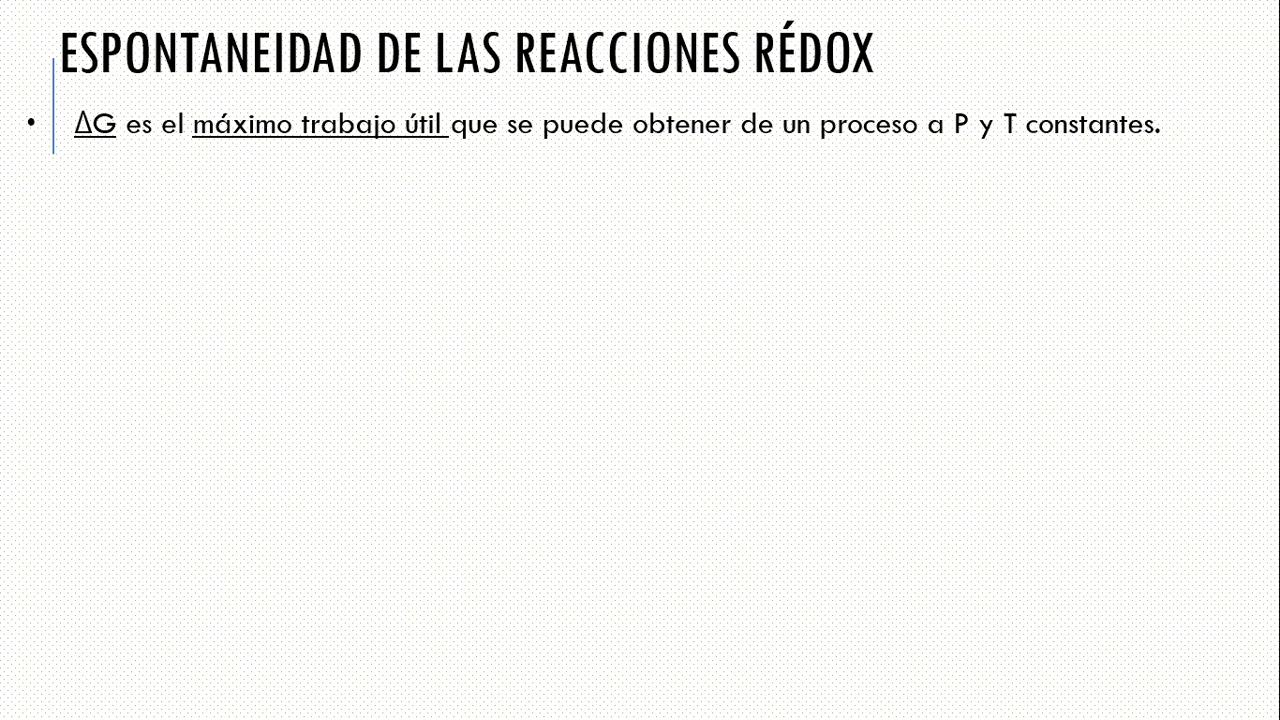 ESPONTANEIDAD DE LAS REACCIONES RÉDOX
• ΔG es el máximo trabajo útil que se puede obtener de un proceso a P y T constantes.